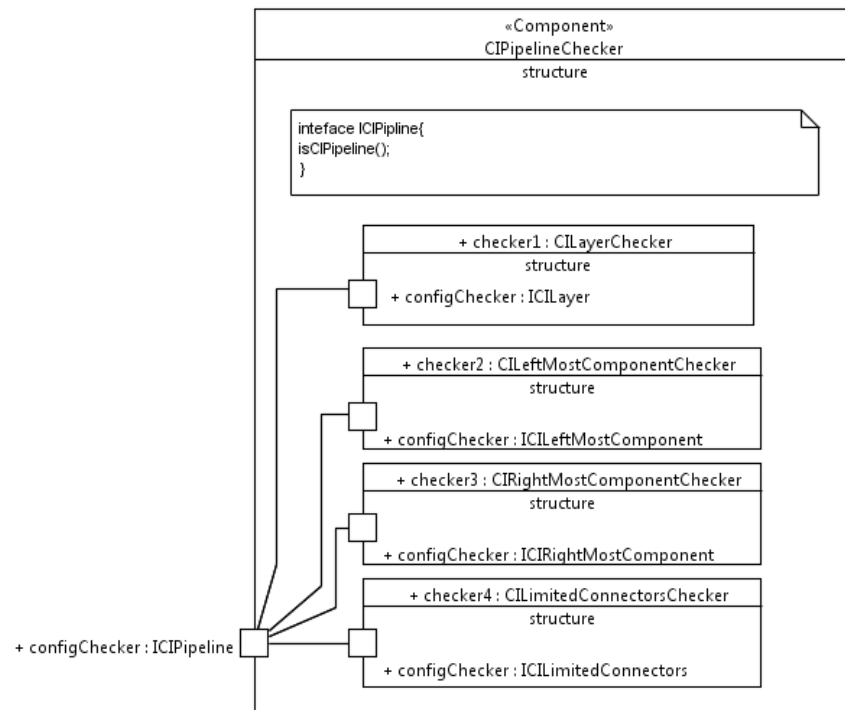 «Component»
CIPipelineChecker
structure
inteface ICIPipline{
isCIPipeline();
}
+ checker1 : CILayerChecker
structure
+ configChecker : ICILayer
+ checker2 : CILeftMostComponentChecker
structure
+ configChecker : ICILeftMostComponent
+ checker3 : CIRightMostComponentChecker
structure
+ configChecker : ICIRightMostComponent
+ checker4 : CILimitedConnectorsChecker
structure
+ configChecker : ICIPipeline
+ configChecker : ICILimitedConnectors